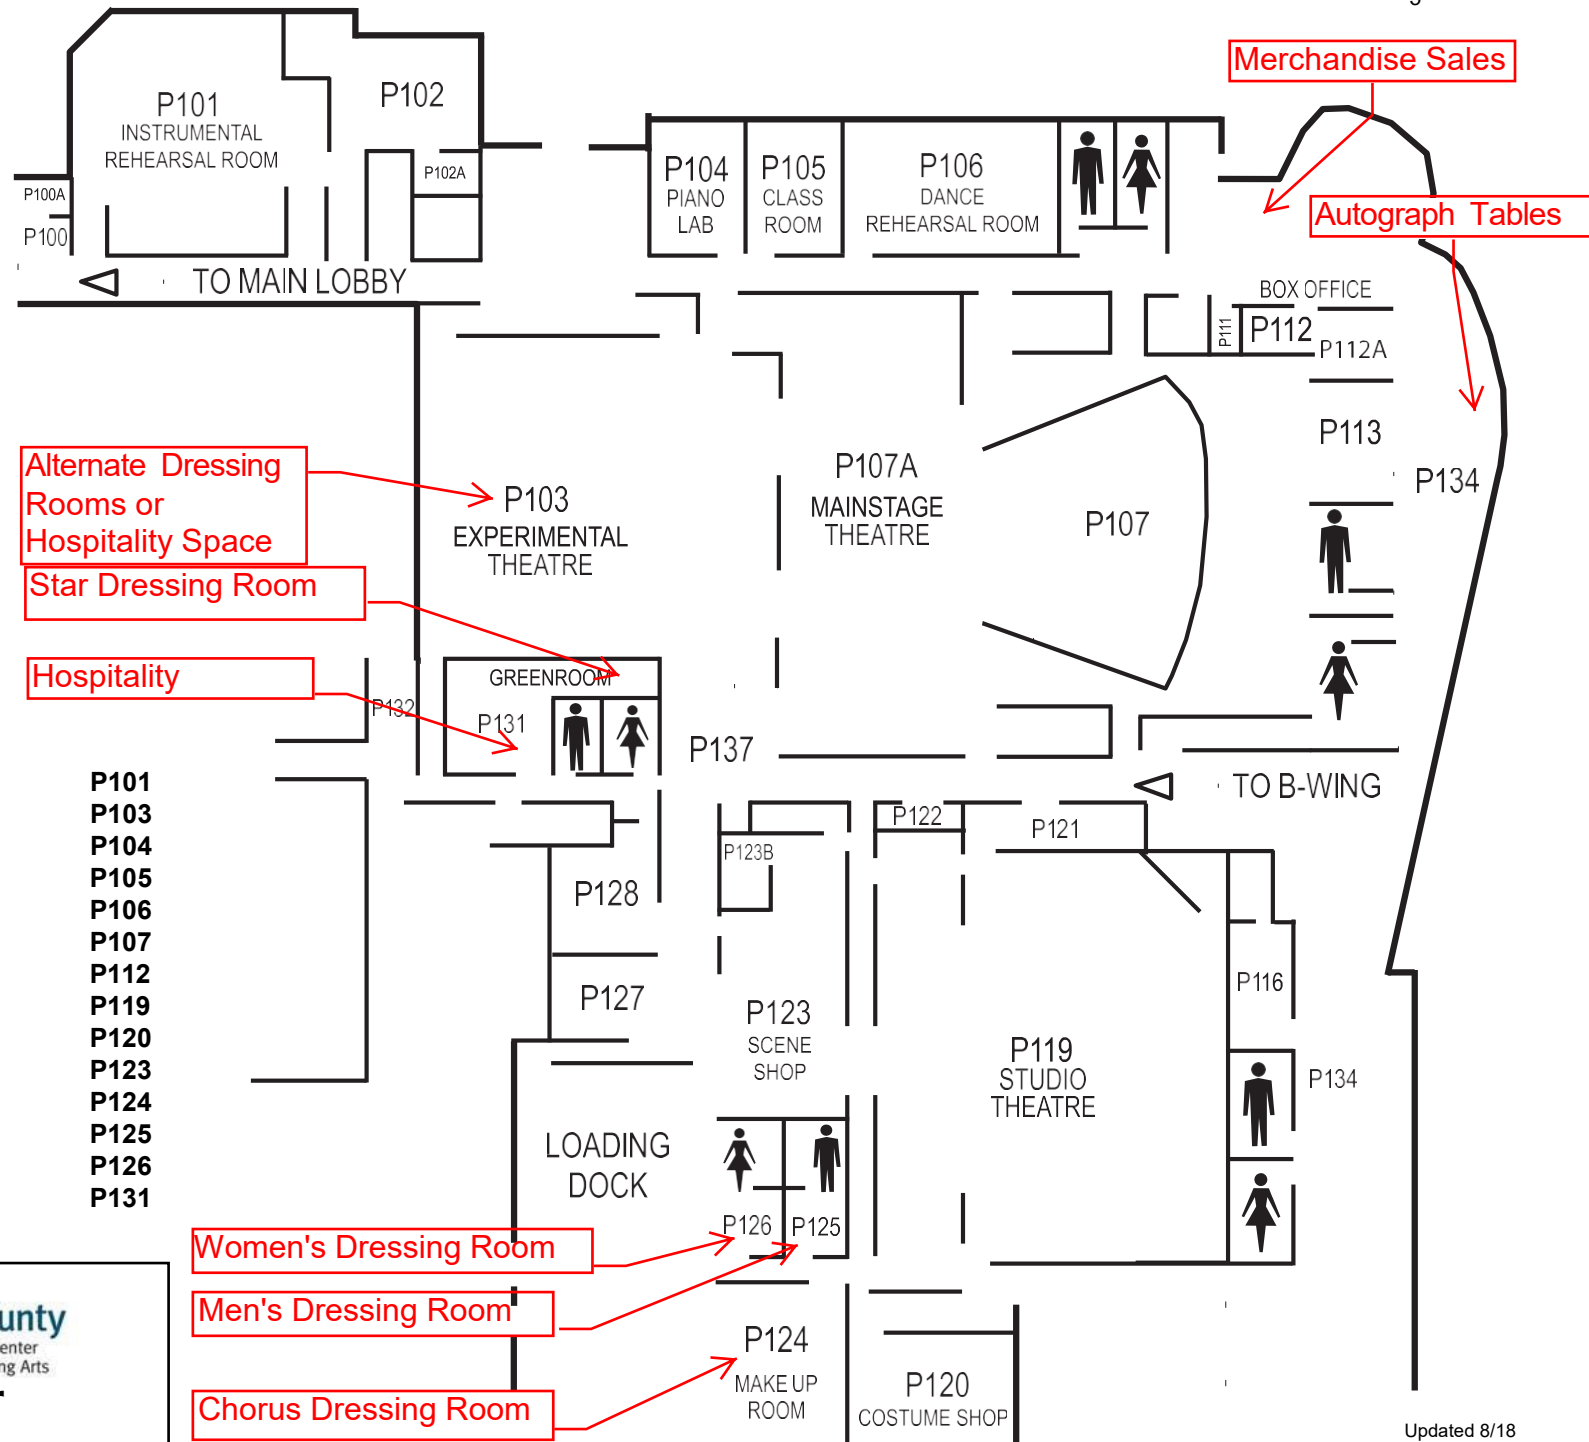 g
Merchandise Sales
P101
INSTRUMENTAL
REHEARSAL ROOM
P102
P102A
P104
PIANO
LAB
P105
CLASS
ROOM
P106
DANCE
REHEARSAL ROOM
P100A
P100
Autograph Tables
TO MAIN LOBBY
BOX OFFICE
P111
P112
P112A
P113
P134
Alternate Dressing
Rooms or
Hospitality Space
P103
EXPERIMENTAL
THEATRE
P107A
MAINSTAGE
THEATRE
P107
Star Dressing Room
Hospitality
GREENROOM
P132
P131
P137
TO B-WING
P101
P103
P104
P105
P106
P107
P112
P119
P120
P123
P124
P125
P126
P131
P122
P121
P123B
P128
P127
P123
SCENE
SHOP
P116
P119
STUDIO
THEATRE
P134
LOADING
DOCK
P126
P125
Women's Dressing Room
Men's Dressing Room
Chorus Dressing Room
P124
MAKE UP
ROOM
P120
COSTUME SHOP
unty
enter
ng Arts
Updated 8/18